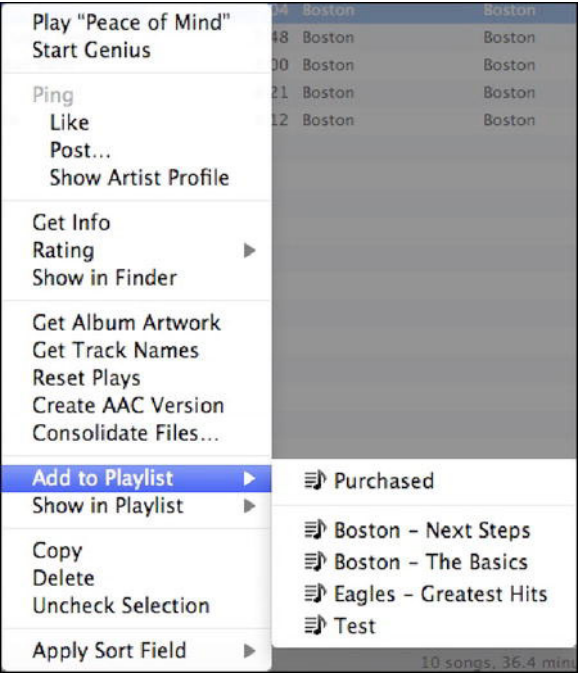 Play "Peace of Mind"
Start Genius
Ping
Like
Post...
Show Artist Profile
Get Info
Rating
Show in Finder
Get Album Artwork
Get Track Names
Reset Plays
Create AAC Version
Consolidate Files...
Add to Playlist
Show in Playlist
Copy
Delete
Uncheck Selection
Apply Sort Field
04 Boston Boston
48 Boston Boston
00 Boston Boston
21 Boston Boston
12 Boston Boston
Purchased
Boston – Next Steps
Boston – The Basics
Eagles – Greatest Hits
Test
10 songs, 36.4